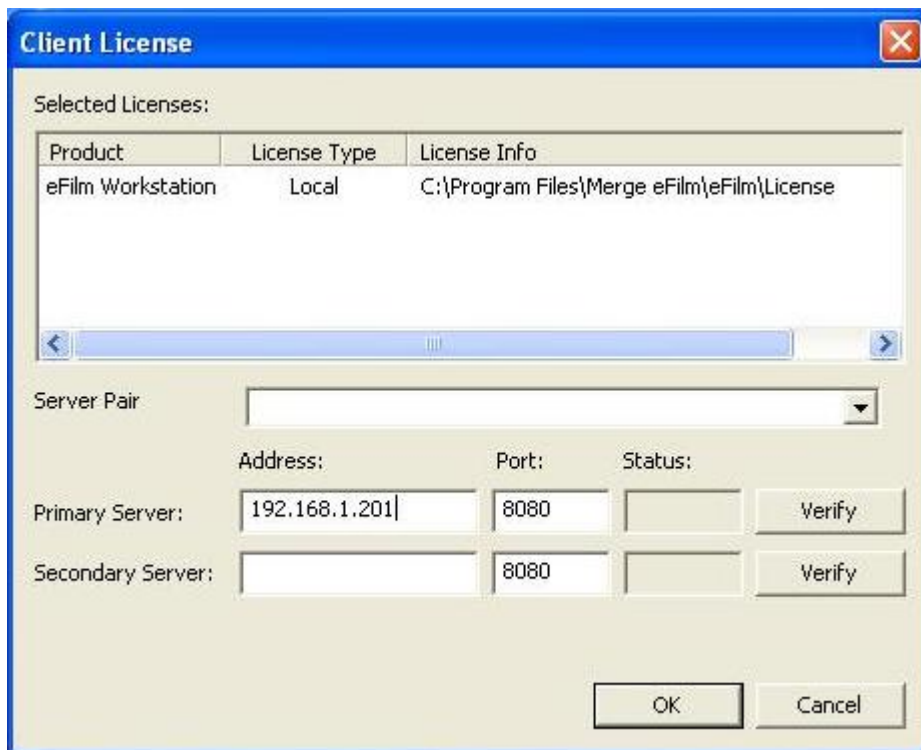 Client License
Selected Licenses:
Product License Type License Info
eFilm Workstation Local C:\Program Files\Merge eFilm\eFilm\License
Server Pair
Address: Port: Status:
Primary Server: 192.168.1.201 8080 Verify
Secondary Server: 8080 Verify
OK Cancel